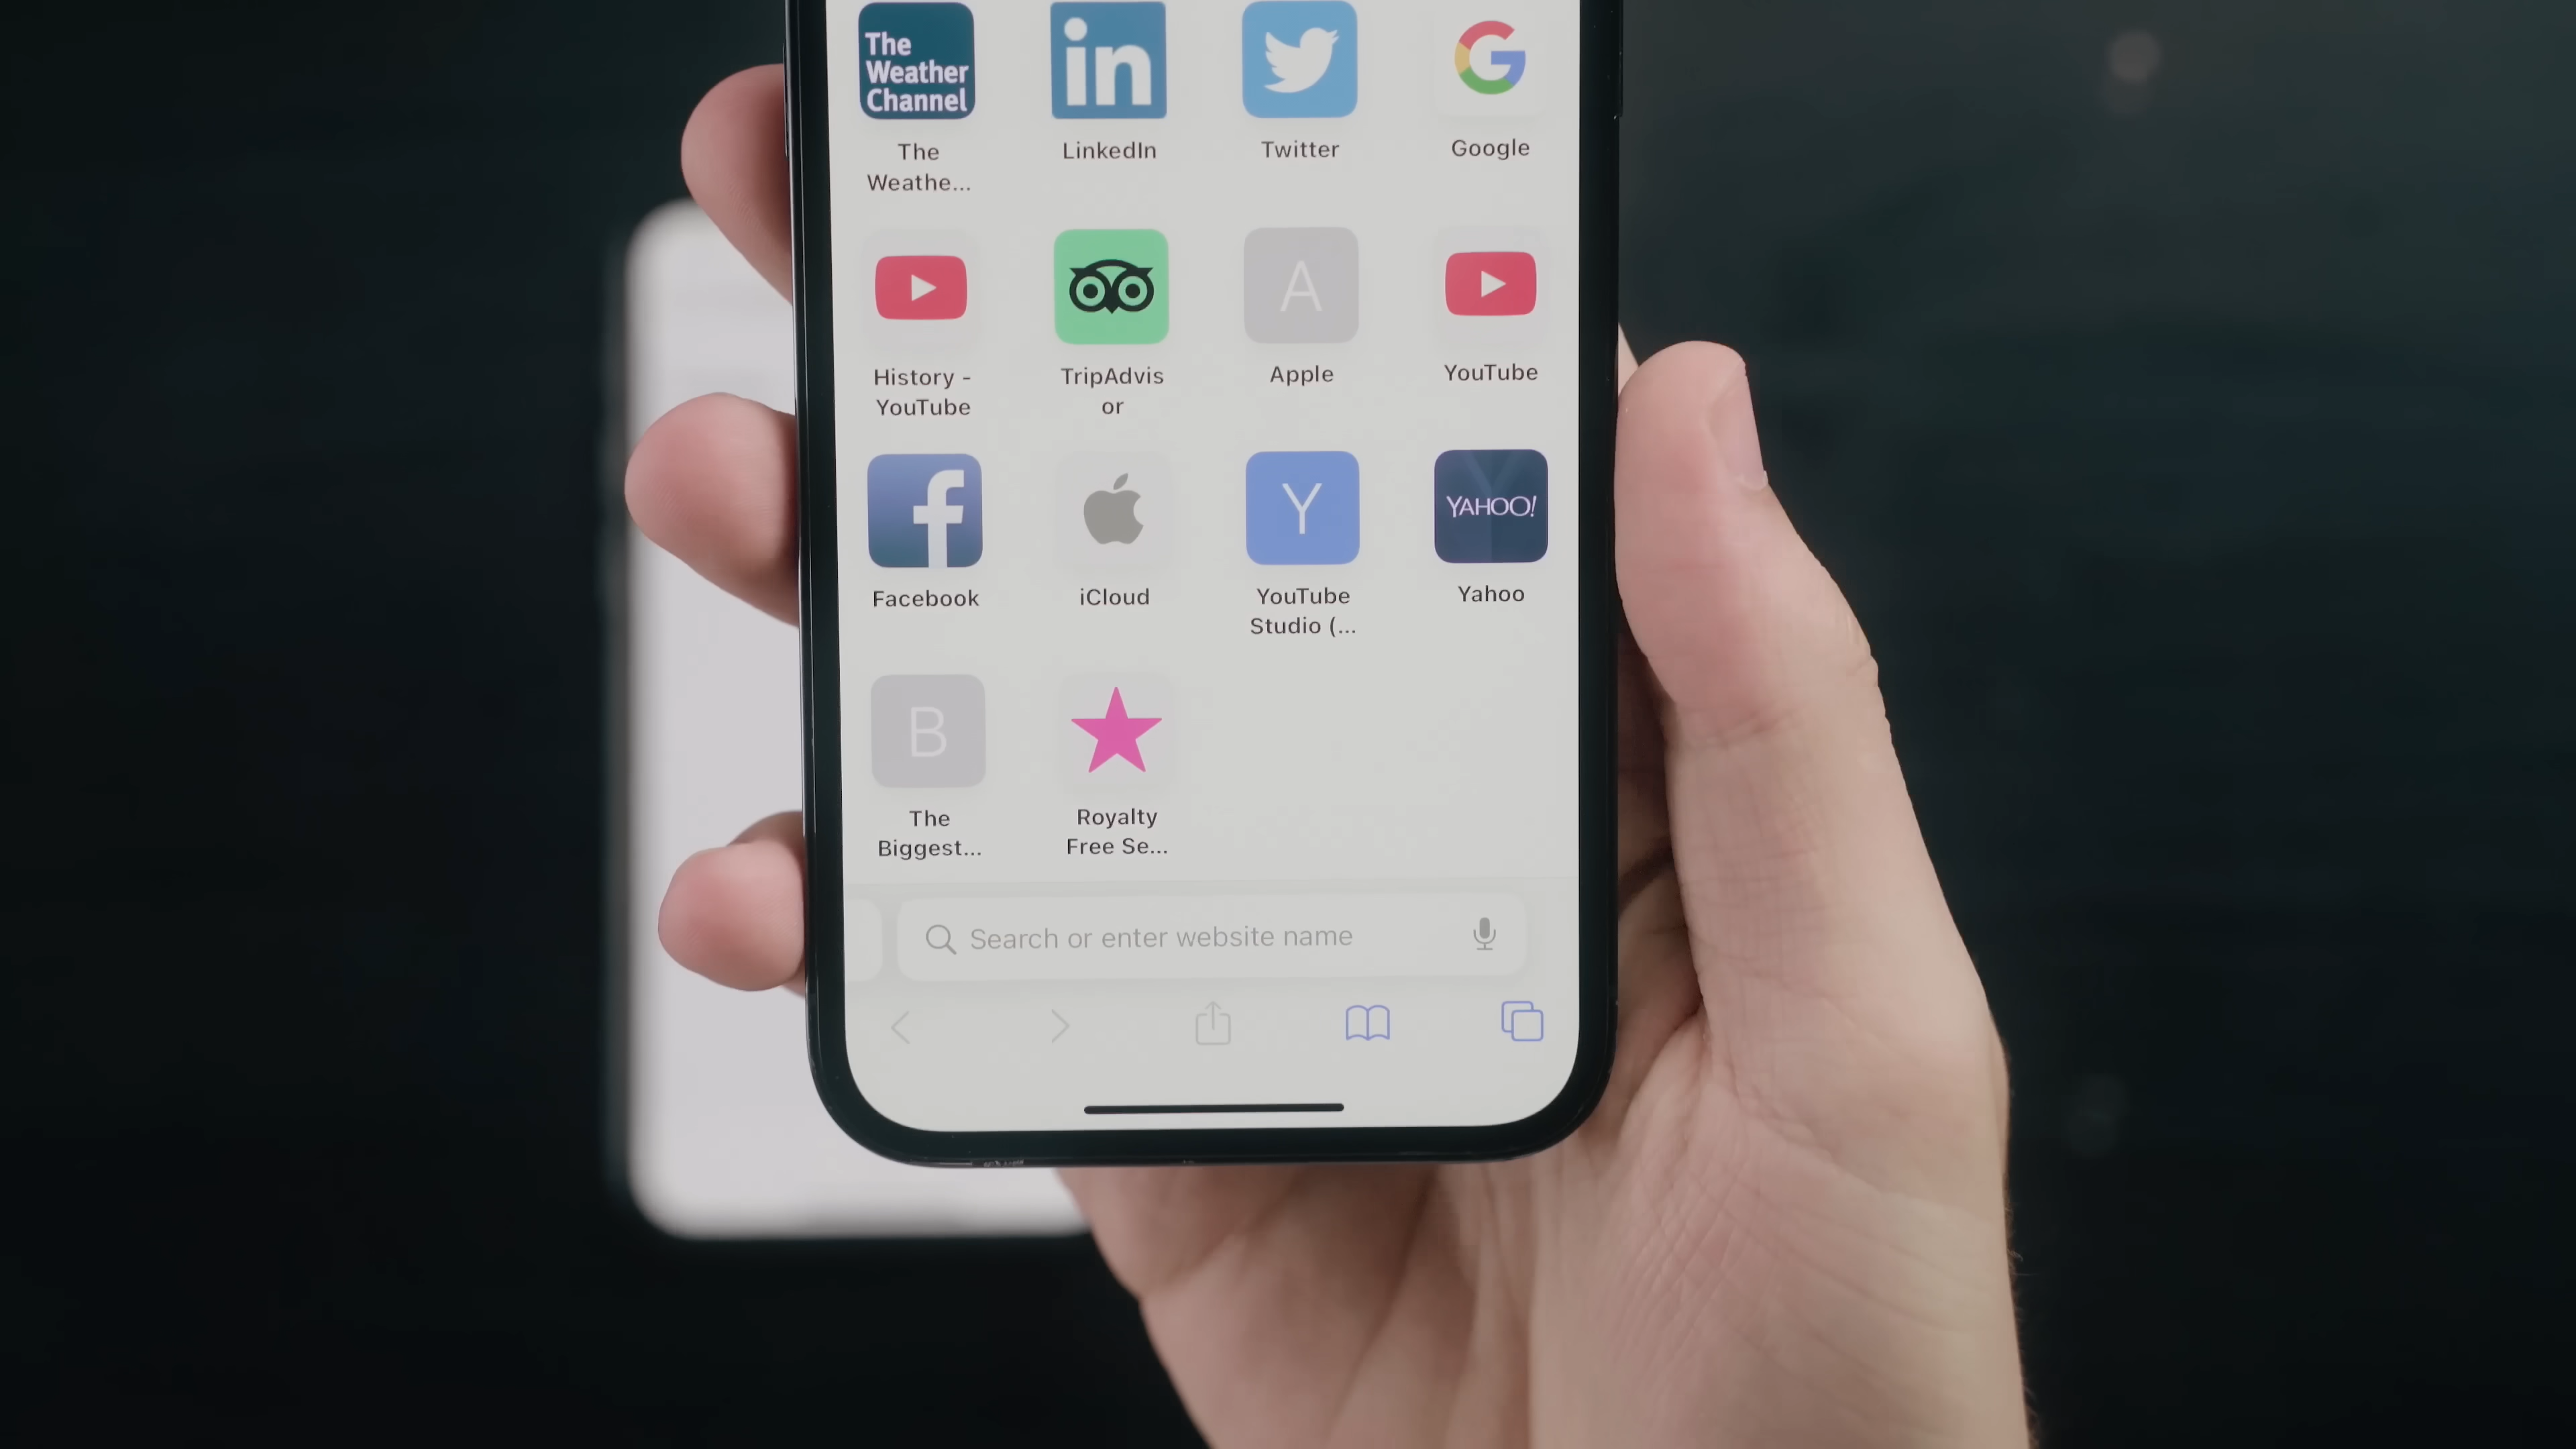 The
Weather
Channel
in
G
The
Weathe...
LinkedIn
Twitter
Google
A
History -
YouTube
TripAdvis
or
Apple
YouTube
f
Y
YAHOO!
Facebook
iCloud
YouTube
Studio (...
Yahoo
B
The
Biggest...
Royalty
Free Se...
Search or enter website name